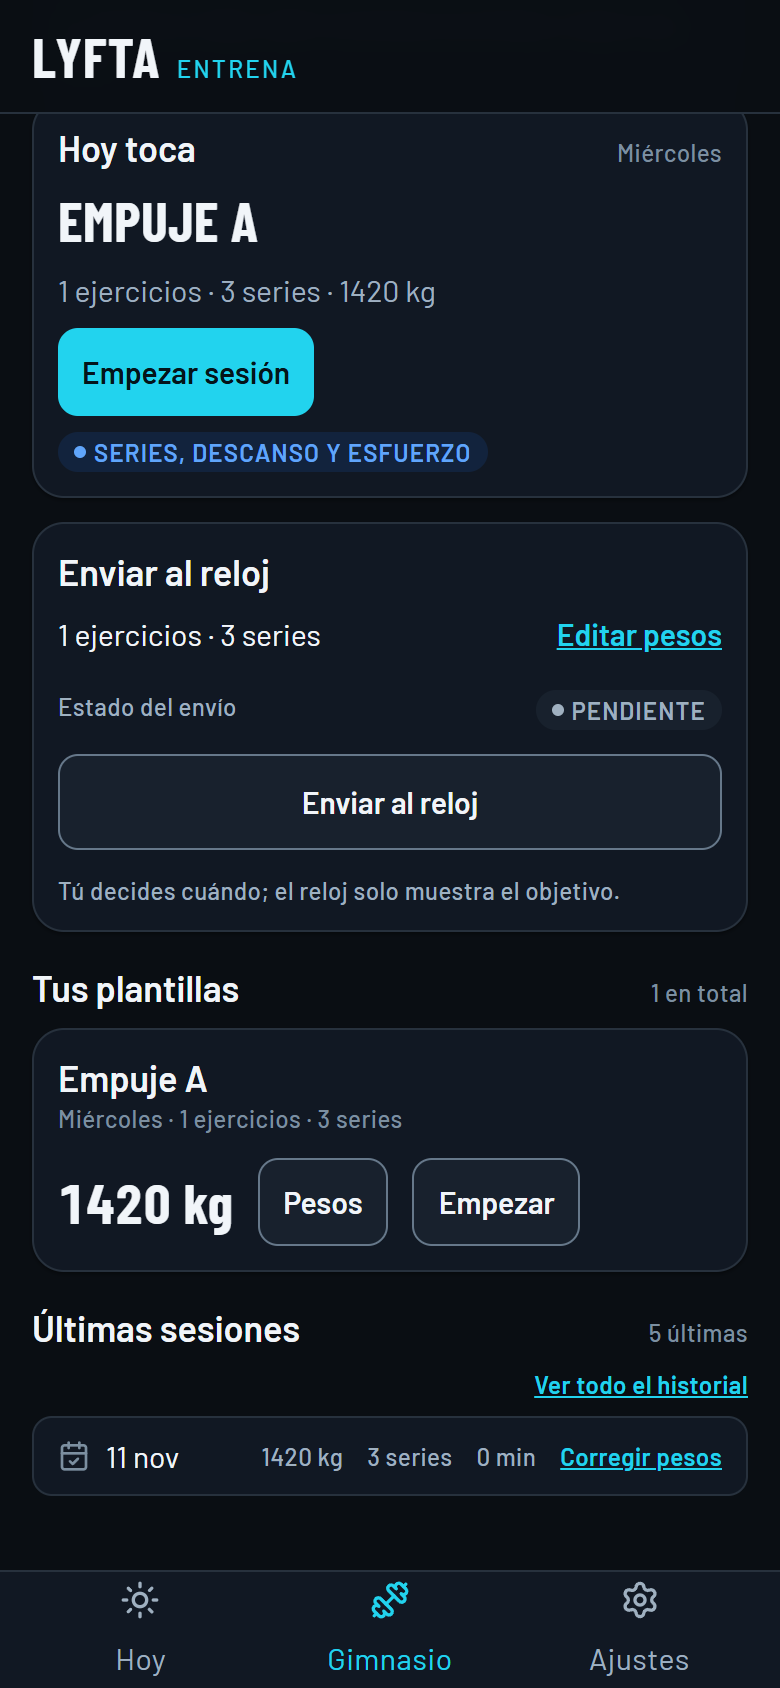 LYFTA ENTRENA
Hoy toca Miércoles
EMPUJE A
1 ejercicios · 3 series · 1420 kg
Empezar sesión
SERIES, DESCANSO Y ESFUERZO
Enviar al reloj
1 ejercicios · 3 series Editar pesos
Estado del envío PENDIENTE
Enviar al reloj
Tú decides cuándo; el reloj solo muestra el objetivo.
Tus plantillas 1 en total
Empuje A
Miércoles · 1 ejercicios · 3 series
1420 kg Pesos Empezar
Últimas sesiones 5 últimas
Ver todo el historial
11 nov 1420 kg 3 series 0 min Corregir pesos
Hoy Gimnasio Ajustes